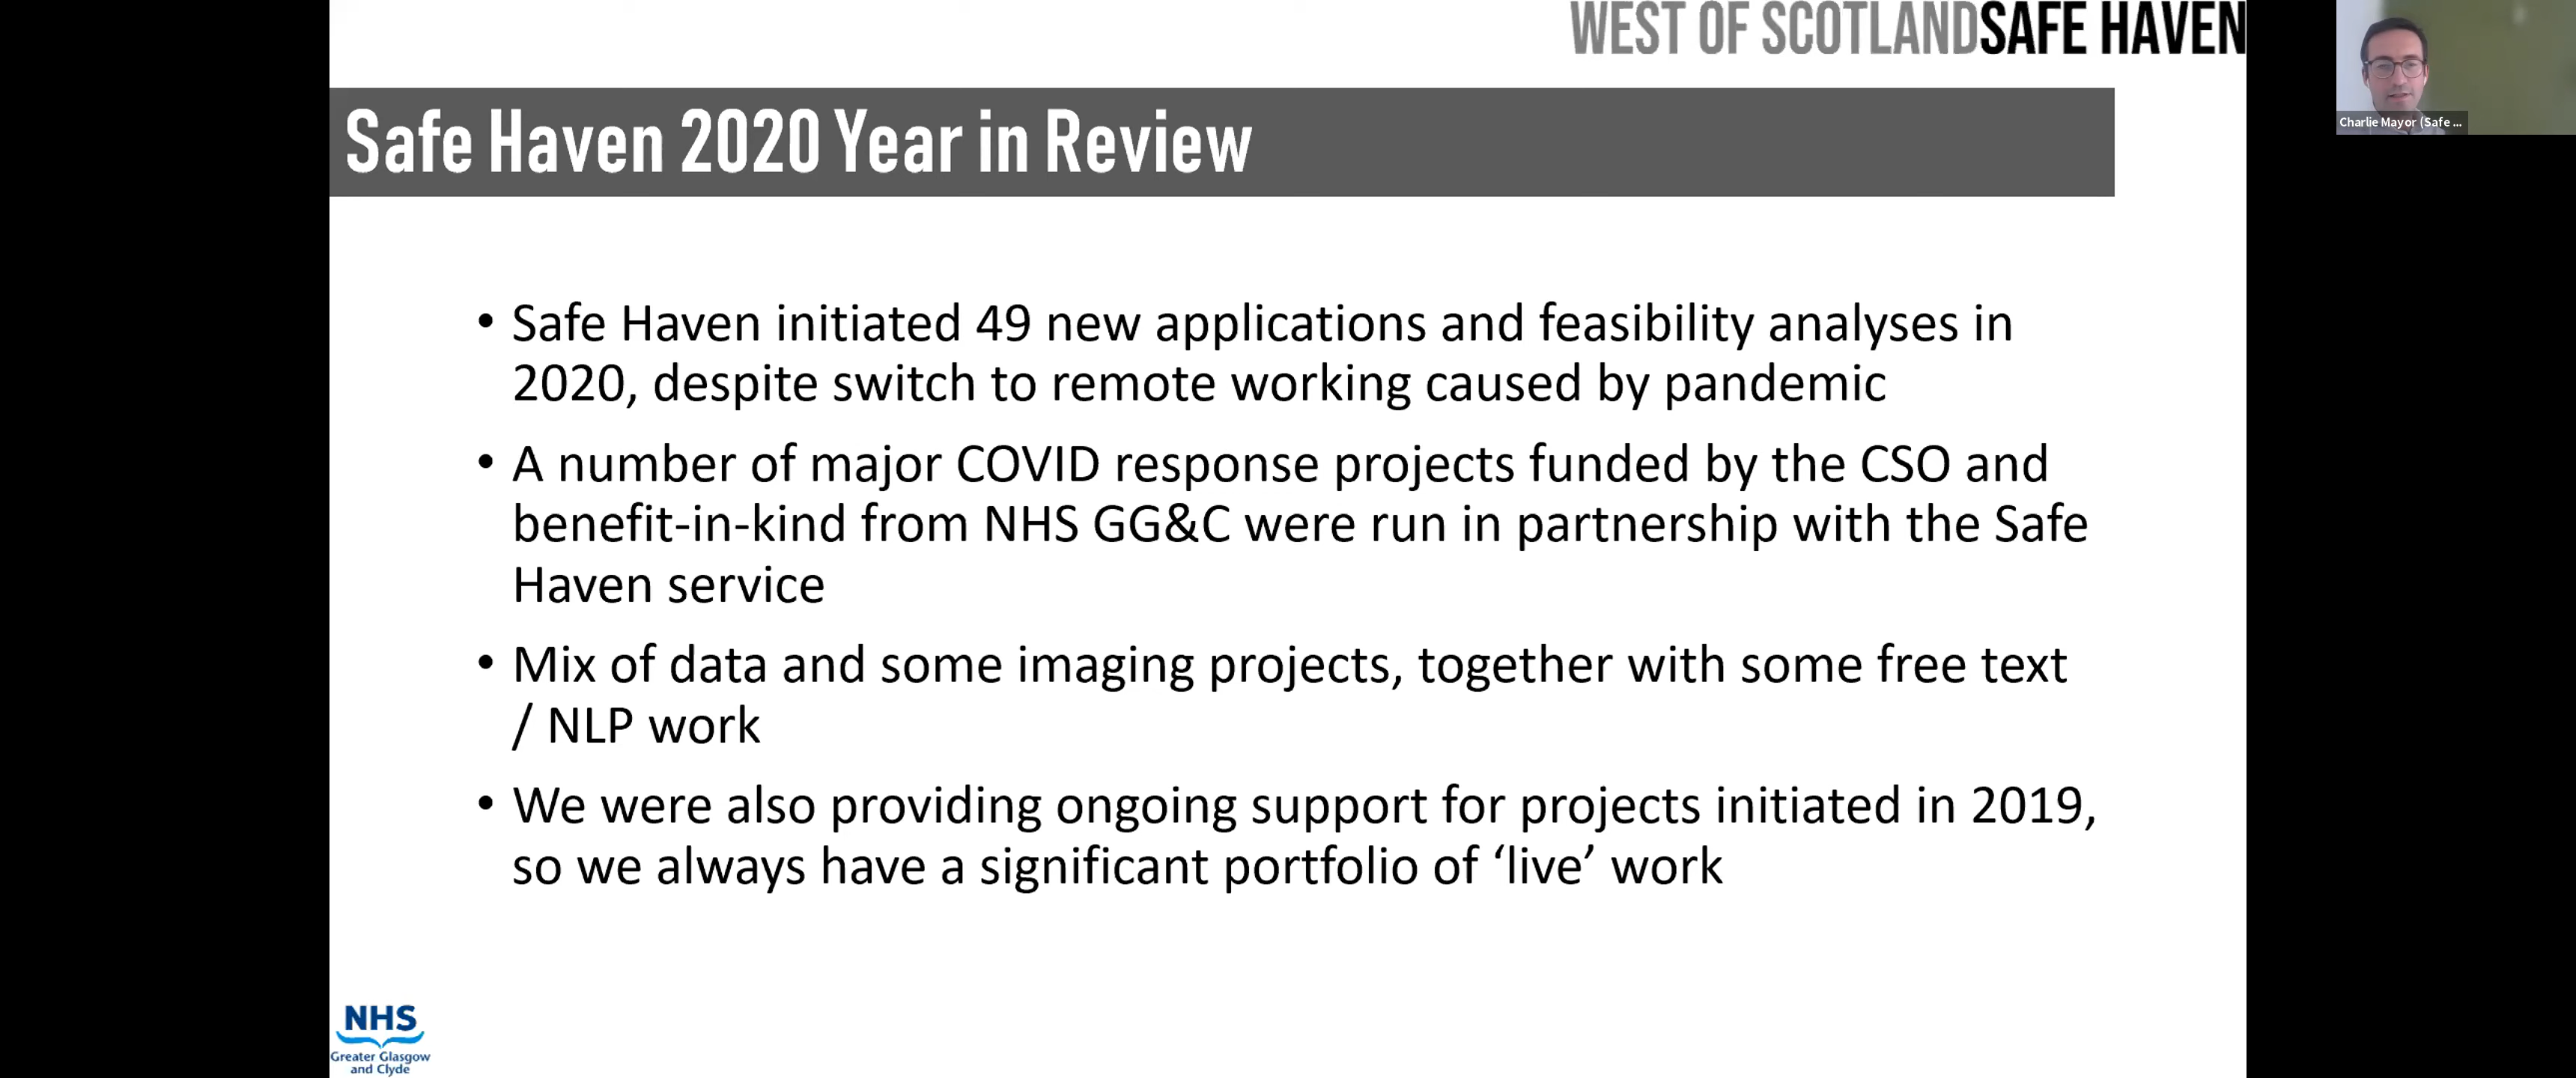 WEST OF SCOTLANDSAFE HAVEN
Charlie Mayor (Safe ...
Safe Haven 2020 Year in Review
• Safe Haven initiated 49 new applications and feasibility analyses in
2020, despite switch to remote working caused by pandemic
• A number of major COVID response projects funded by the CSO and
benefit-in-kind from NHS GG&C were run in partnership with the Safe
Haven service
• Mix of data and some imaging projects, together with some free text
/ NLP work
• We were also providing ongoing support for projects initiated in 2019,
so we always have a significant portfolio of ‘live’ work
NHS
Greater Glasgow
and Clyde